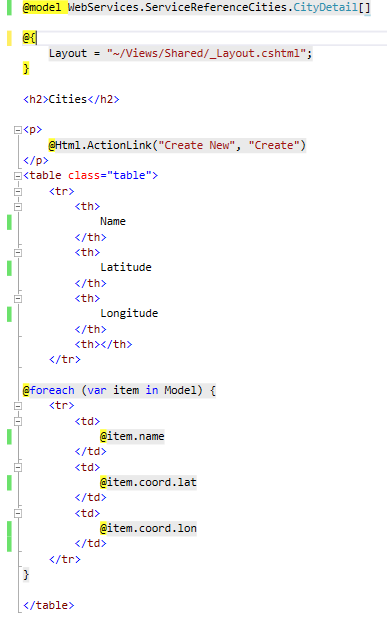 @model WebServices.ServiceReferenceCities.CityDetail[]
@{
    Layout = "~/Views/Shared/_Layout.cshtml";
}
<h2>Cities</h2>
<p>
    @Html.ActionLink("Create New", "Create")
</p>
<table class="table">
    <tr>
        <th>
            Name
        </th>
        <th>
            Latitude
        </th>
        <th>
            Longitude
        </th>
        <th></th>
    </tr>
@foreach (var item in Model) {
    <tr>
        <td>
            @item.name
        </td>
        <td>
            @item.coord.lat
        </td>
        <td>
            @item.coord.lon
        </td>
    </tr>
}
</table>